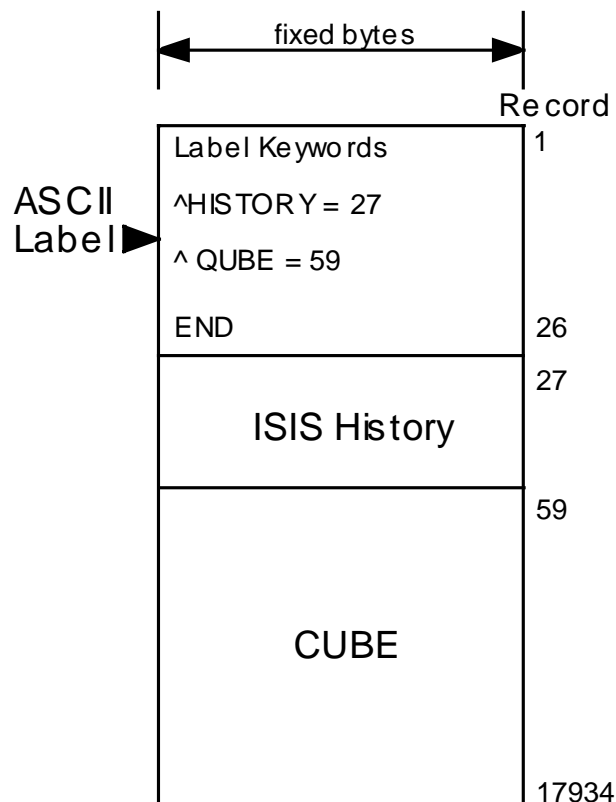 fixed bytes
Record
Label Keywords
1
^HISTORY = 27
ASCII
Label
^ QUBE = 59
END
26
27
ISIS History
59
CUBE
17934